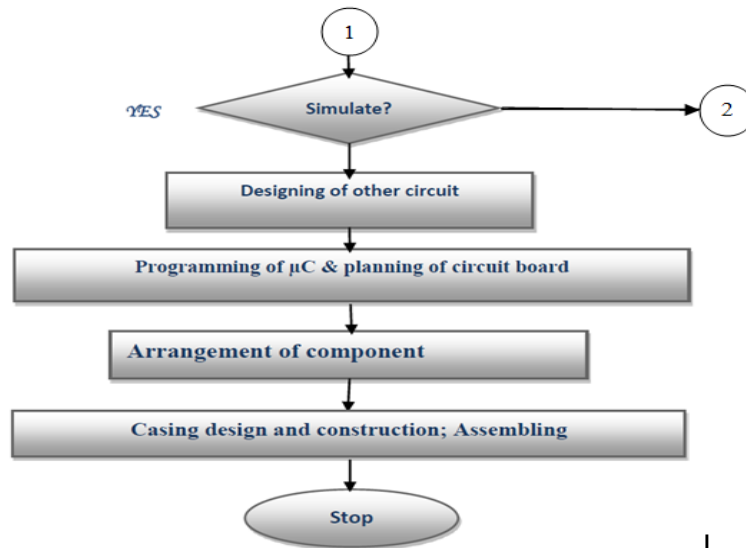 1
Simulate?
YES
2
Designing of other circuit
Programming of µC & planning of circuit board
Arrangement of component
Casing design and construction; Assembling
Stop